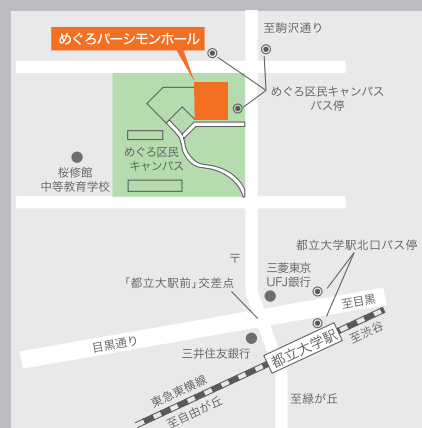 至駒沢通り
めぐろパーシモンホール
めぐろ区民キャンパス
バス停
めぐろ区民
キャンパス
桜修館
中等教育学校
〒
都立大学駅北口バス停
三菱東京
UFJ銀行
「都立大駅前」交差点
至目黒
目黒通り
三井住友銀行
都立大学駅
至渋谷
東急東横線
至自由が丘
至緑が丘